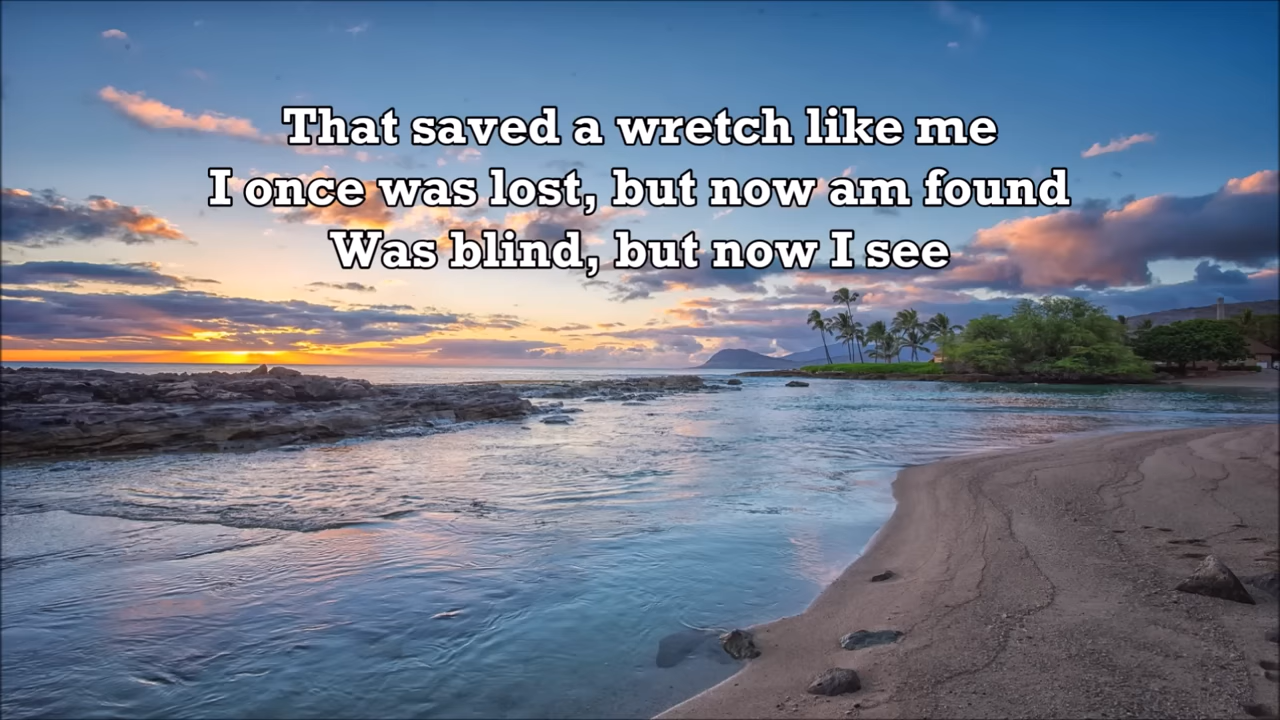 That saved a wretch like me
I once was lost, but now am found
Was blind, but now I see